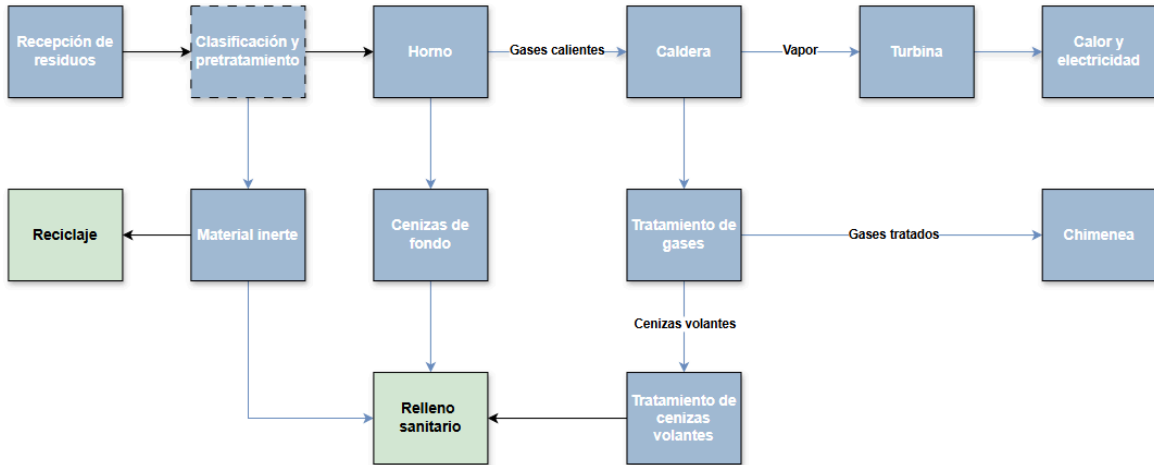 Recepción de
residuos
Clasificación y
pretratamiento
Horno
Gases calientes
Caldera
Vapor
Turbina
Calor y
electricidad
Reciclaje
Material inerte
Cenizas de
fondo
Tratamiento de
gases
Gases tratados
Chimenea
Cenizas volantes
Relleno
sanitario
Tratamiento de
cenizas
volantes